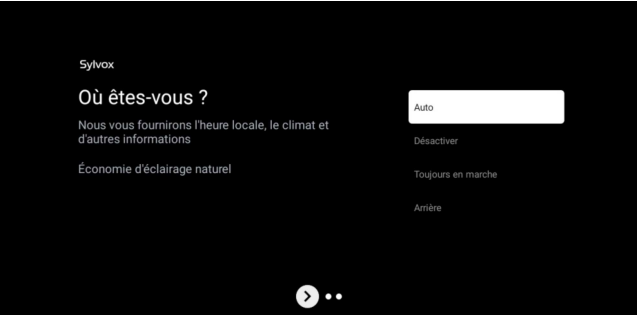 Sylvox
Où êtes-vous ?
Nous vous fournirons l'heure locale, le climat et
d'autres informations
Économie d'éclairage naturel
Auto
Désactiver
Toujours en marche
Arrière